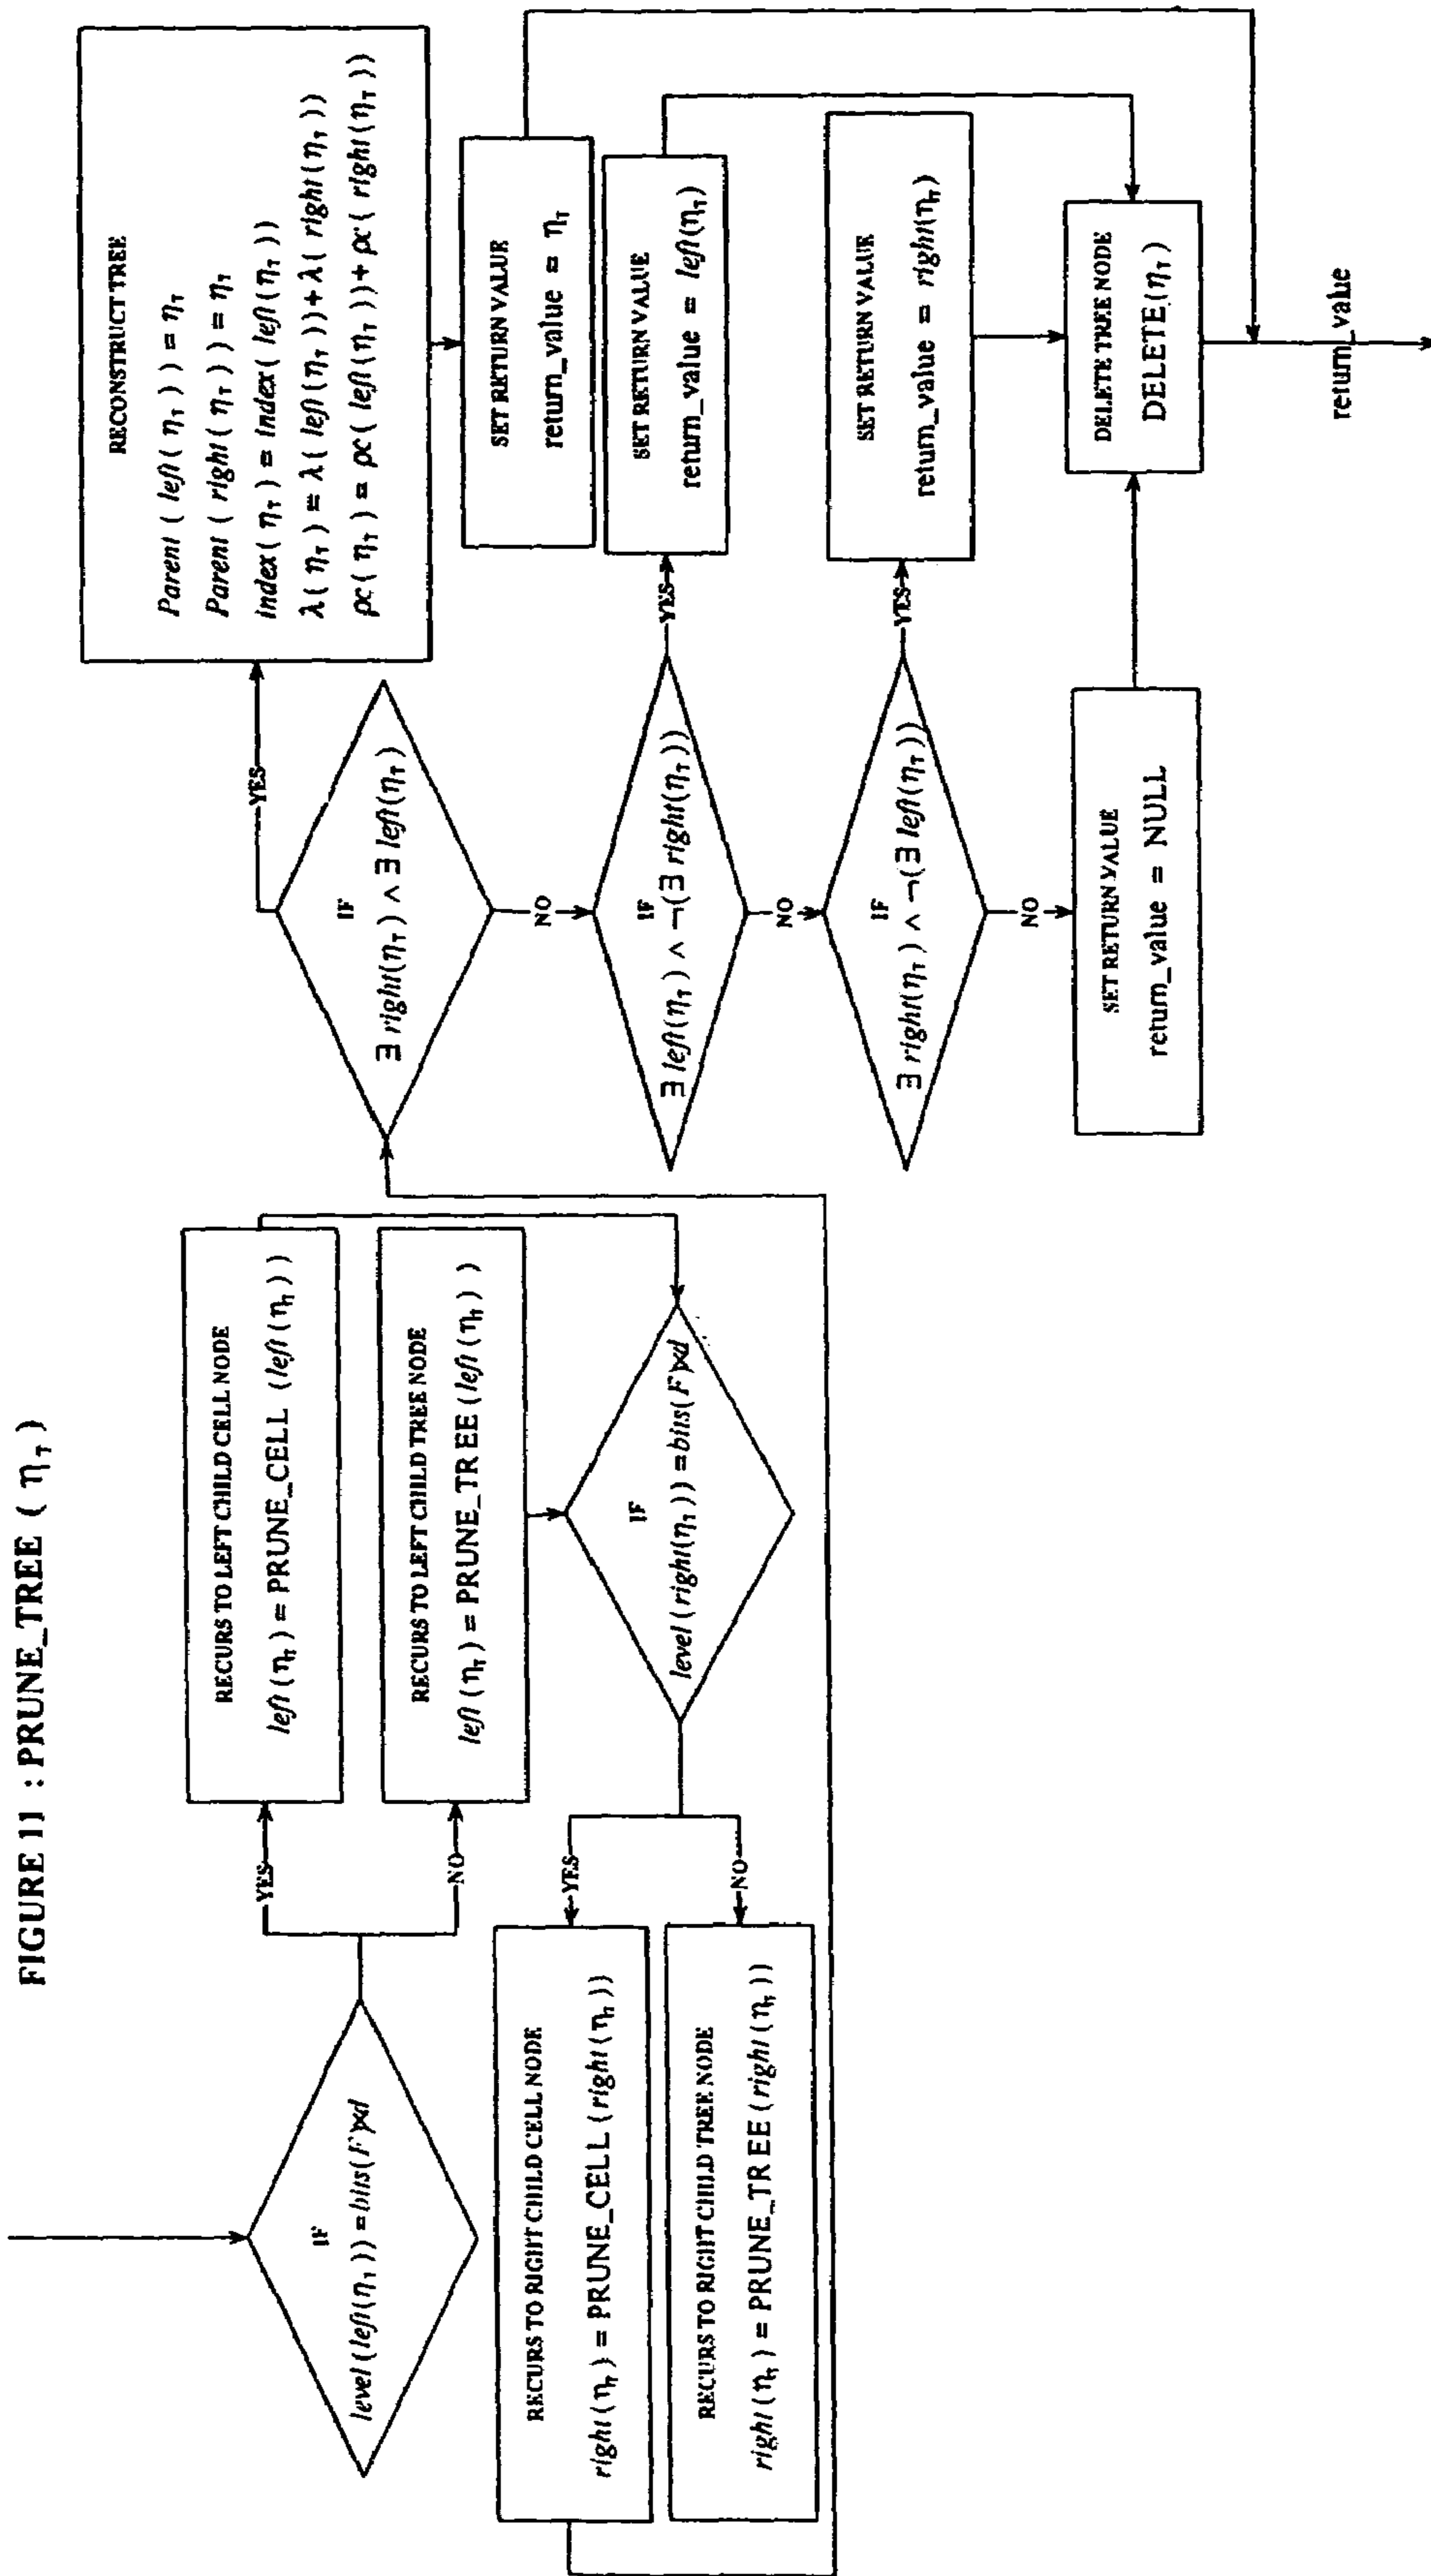 FIGURE 11 : PRUNE_TREE ( η_T )
IF
level (left(η_T )) = bits(F)×d
YES
NO
RECURS TO LEFT CHILD CELL NODE
left (η_T ) = PRUNE_CELL (left (η_T ))
RECURS TO LEFT CHILD TREE NODE
left (η_T ) = PRUNE_TREE (left (η_T ) )
IF
level (right(η_T )) = bits(F)×d
YES
NO
RECURS TO RIGHT CHILD CELL NODE
right (η_T ) = PRUNE_CELL (right (η_T ))
RECURS TO RIGHT CHILD TREE NODE
right (η_T ) = PRUNE_TREE (right (η_T ))
IF
∃ right(η_T ) ∧ ∃ left(η_T )
YES
NO
RECONSTRUCT TREE
Parent ( left ( η_T ) ) = η_T
Parent ( right ( η_T ) ) = η_T
index( η_T ) = index( left ( η_T ))
λ ( η_T ) = λ ( left ( η_T )) + λ ( right ( η_T ))
ρc ( η_T ) = ρc ( left ( η_T )) + ρc ( right ( η_T ))
SET RETURN VALUE
return_value = η_T
IF
∃ left(η_T ) ∧ ¬(∃ right(η_T ))
YES
NO
SET RETURN VALUE
return_value = left(η_T)
IF
∃ right(η_T ) ∧ ¬(∃ left(η_T ))
YES
NO
SET RETURN VALUE
return_value = right(η_T)
SET RETURN VALUE
return_value = NULL
DELETE TREE NODE
DELETE(η_T )
return_value